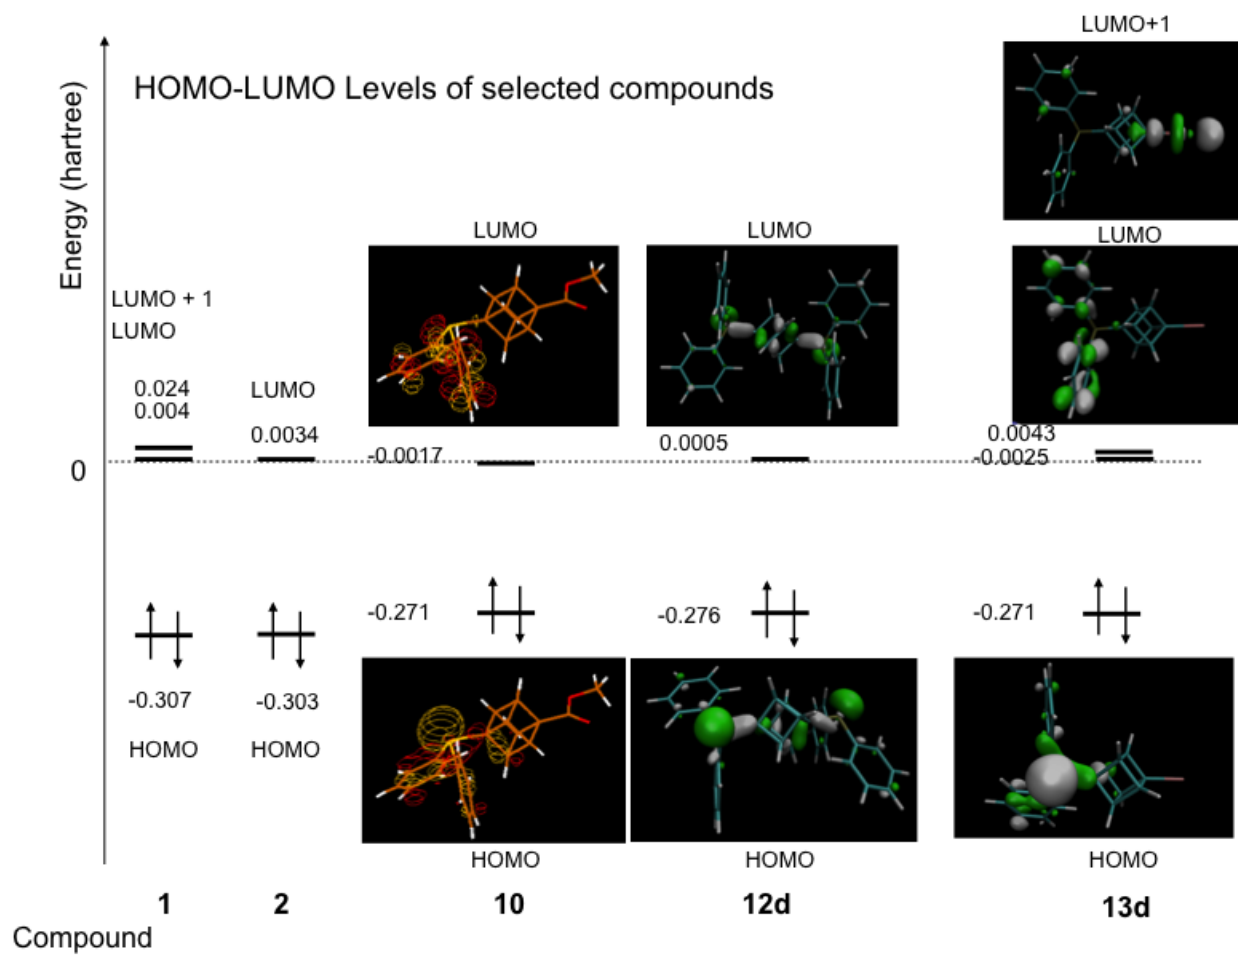 LUMO+1
HOMO-LUMO Levels of selected compounds
Energy (hartree)
LUMO
LUMO
LUMO
LUMO + 1
LUMO
0.024
0.004
LUMO
0.0034
-0.0017
0.0005
0.0043
-0.0025
0
-0.271
-0.276
-0.271
-0.307
-0.303
HOMO
HOMO
HOMO
HOMO
HOMO
1
2
10
12d
13d
Compound